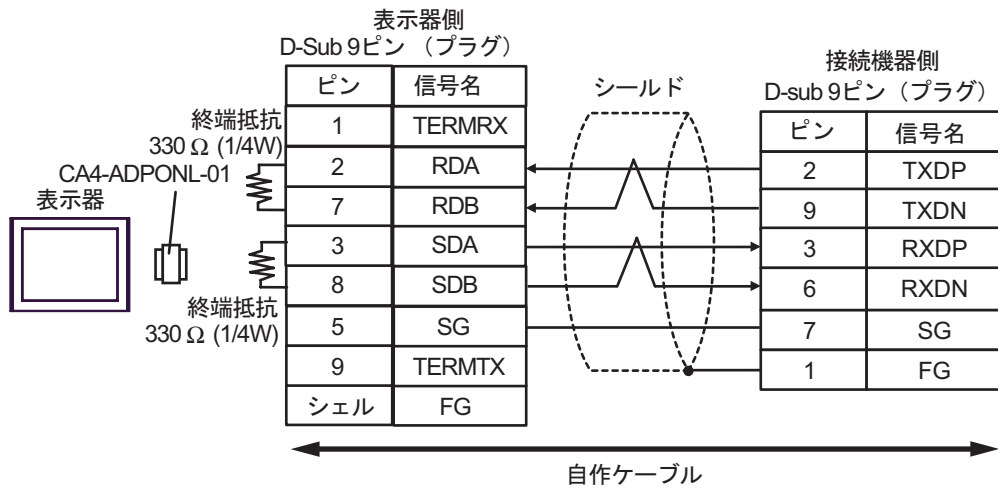 表示器側
D-Sub 9ピン （プラグ）
ピン 信号名
1 TERMRX
2 RDA
7 RDB
3 SDA
8 SDB
5 SG
9 TERMTX
シェル FG
終端抵抗
330 Ω (1/4W)
CA4-ADPONL-01
表示器
終端抵抗
330 Ω (1/4W)
シールド
接続機器側
D-sub 9ピン（プラグ）
ピン 信号名
2 TXDP
9 TXDN
3 RXDP
6 RXDN
7 SG
1 FG
自作ケーブル